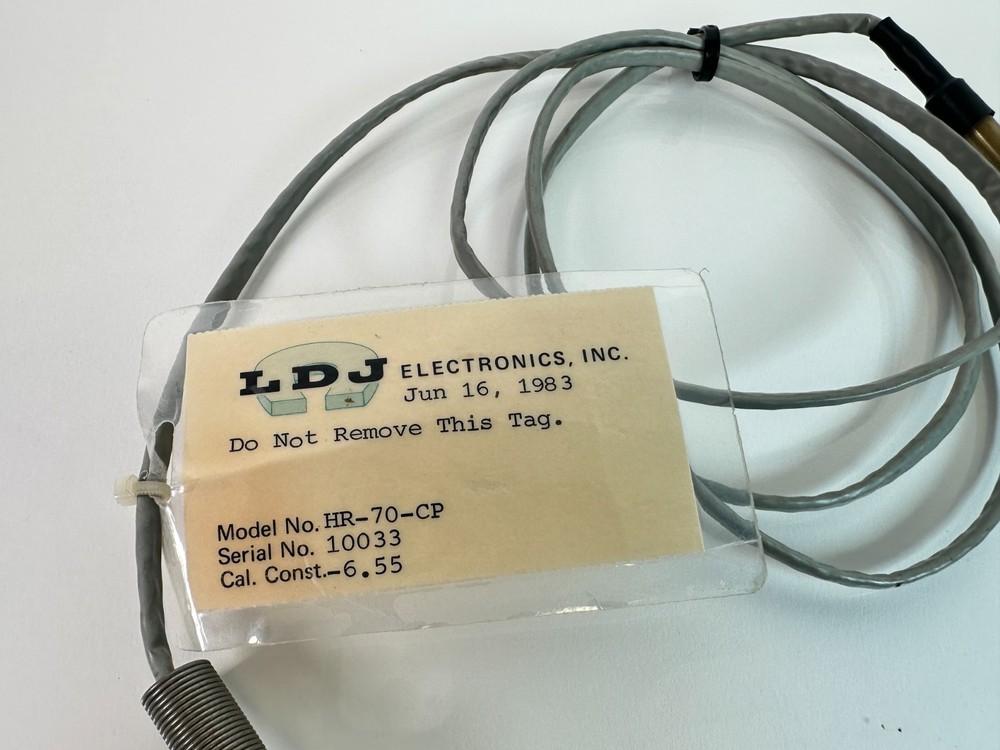 LDJ ELECTRONICS, INC.
Jun 16, 1983
Do Not Remove This Tag.
Model No. HR-70-CP
Serial No. 10033
Cal. Const.-6.55